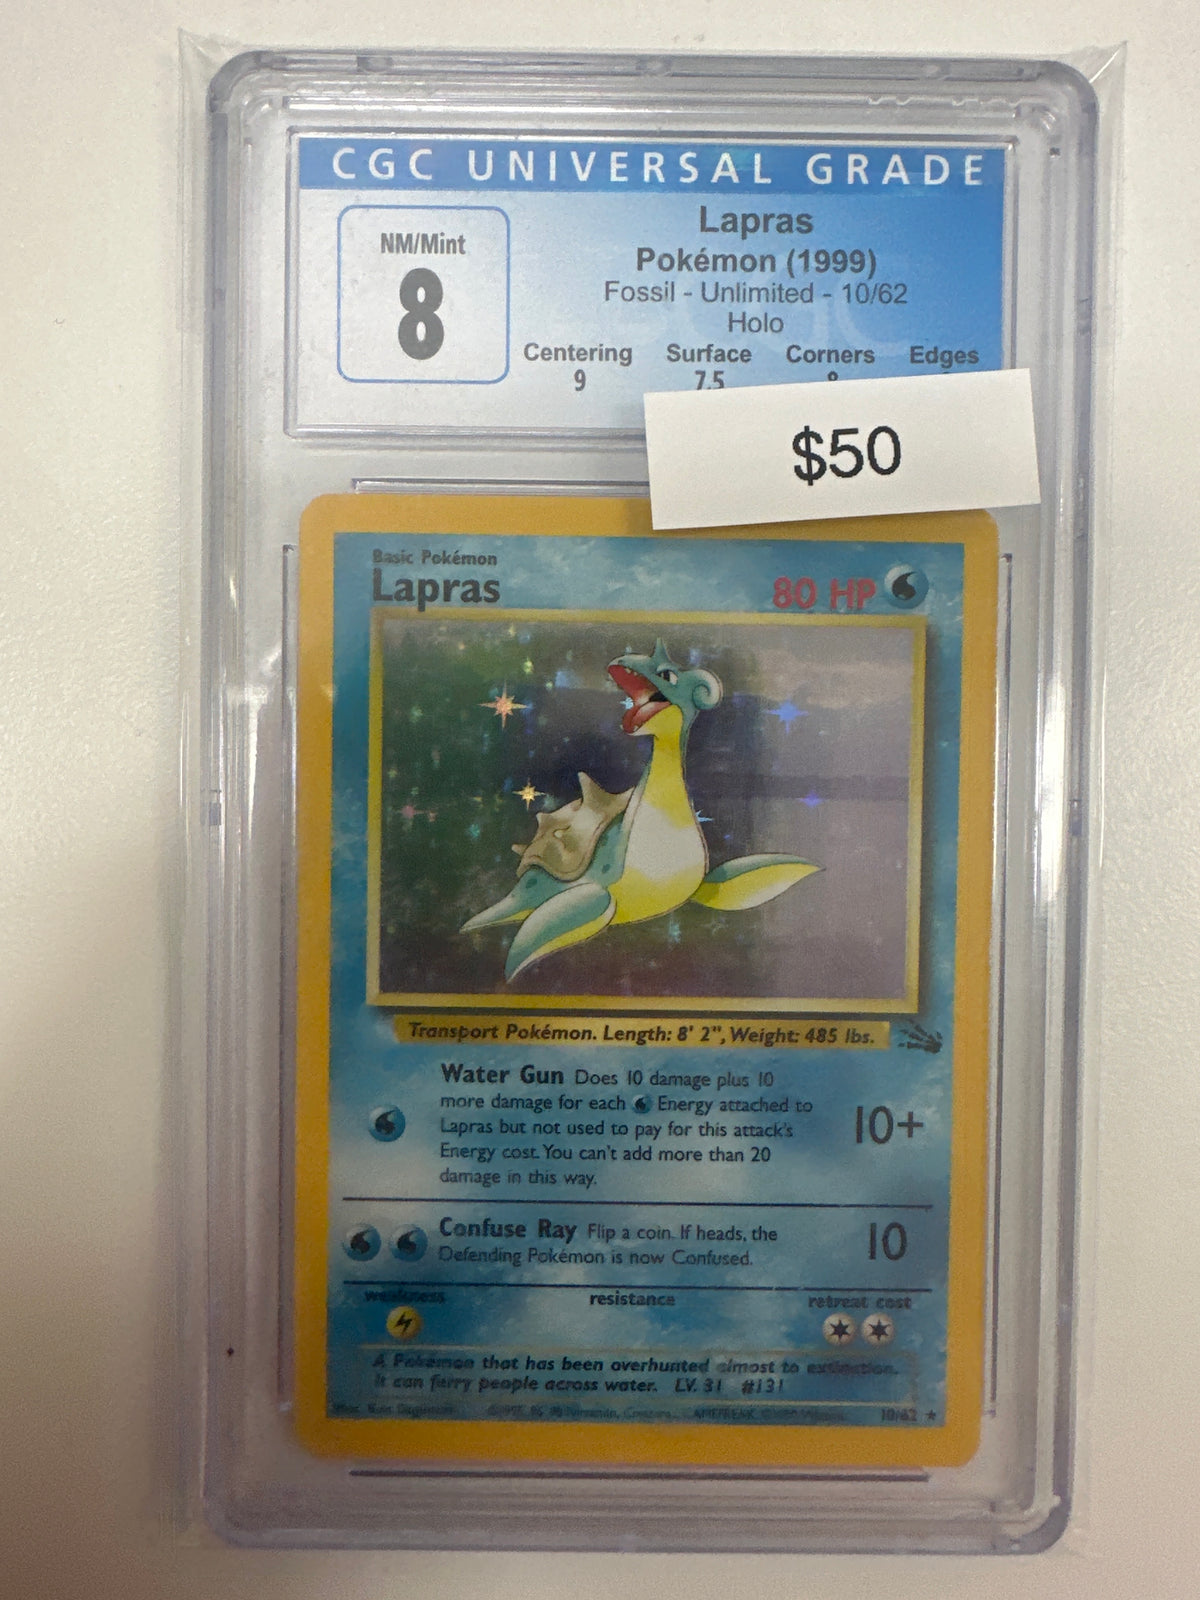 CGC UNIVERSAL GRADE
NM/Mint
8
Lapras
Pokémon (1999)
Fossil - Unlimited - 10/62
Holo
Centering Surface Corners Edges
9 7.5 8
$50
Basic Pokémon
Lapras 80 HP
Transport Pokémon. Length: 8' 2", Weight: 485 lbs.
Water Gun Does 10 damage plus 10
more damage for each Energy attached to
Lapras but not used to pay for this attack's
Energy cost. You can't add more than 20
damage in this way.
10+
Confuse Ray Flip a coin. If heads, the
Defending Pokémon is now Confused.
10
weakness resistance retreat cost
A Pokémon that has been overhunted almost to extinction.
It can ferry people across water. LV. 31 #131
10/62